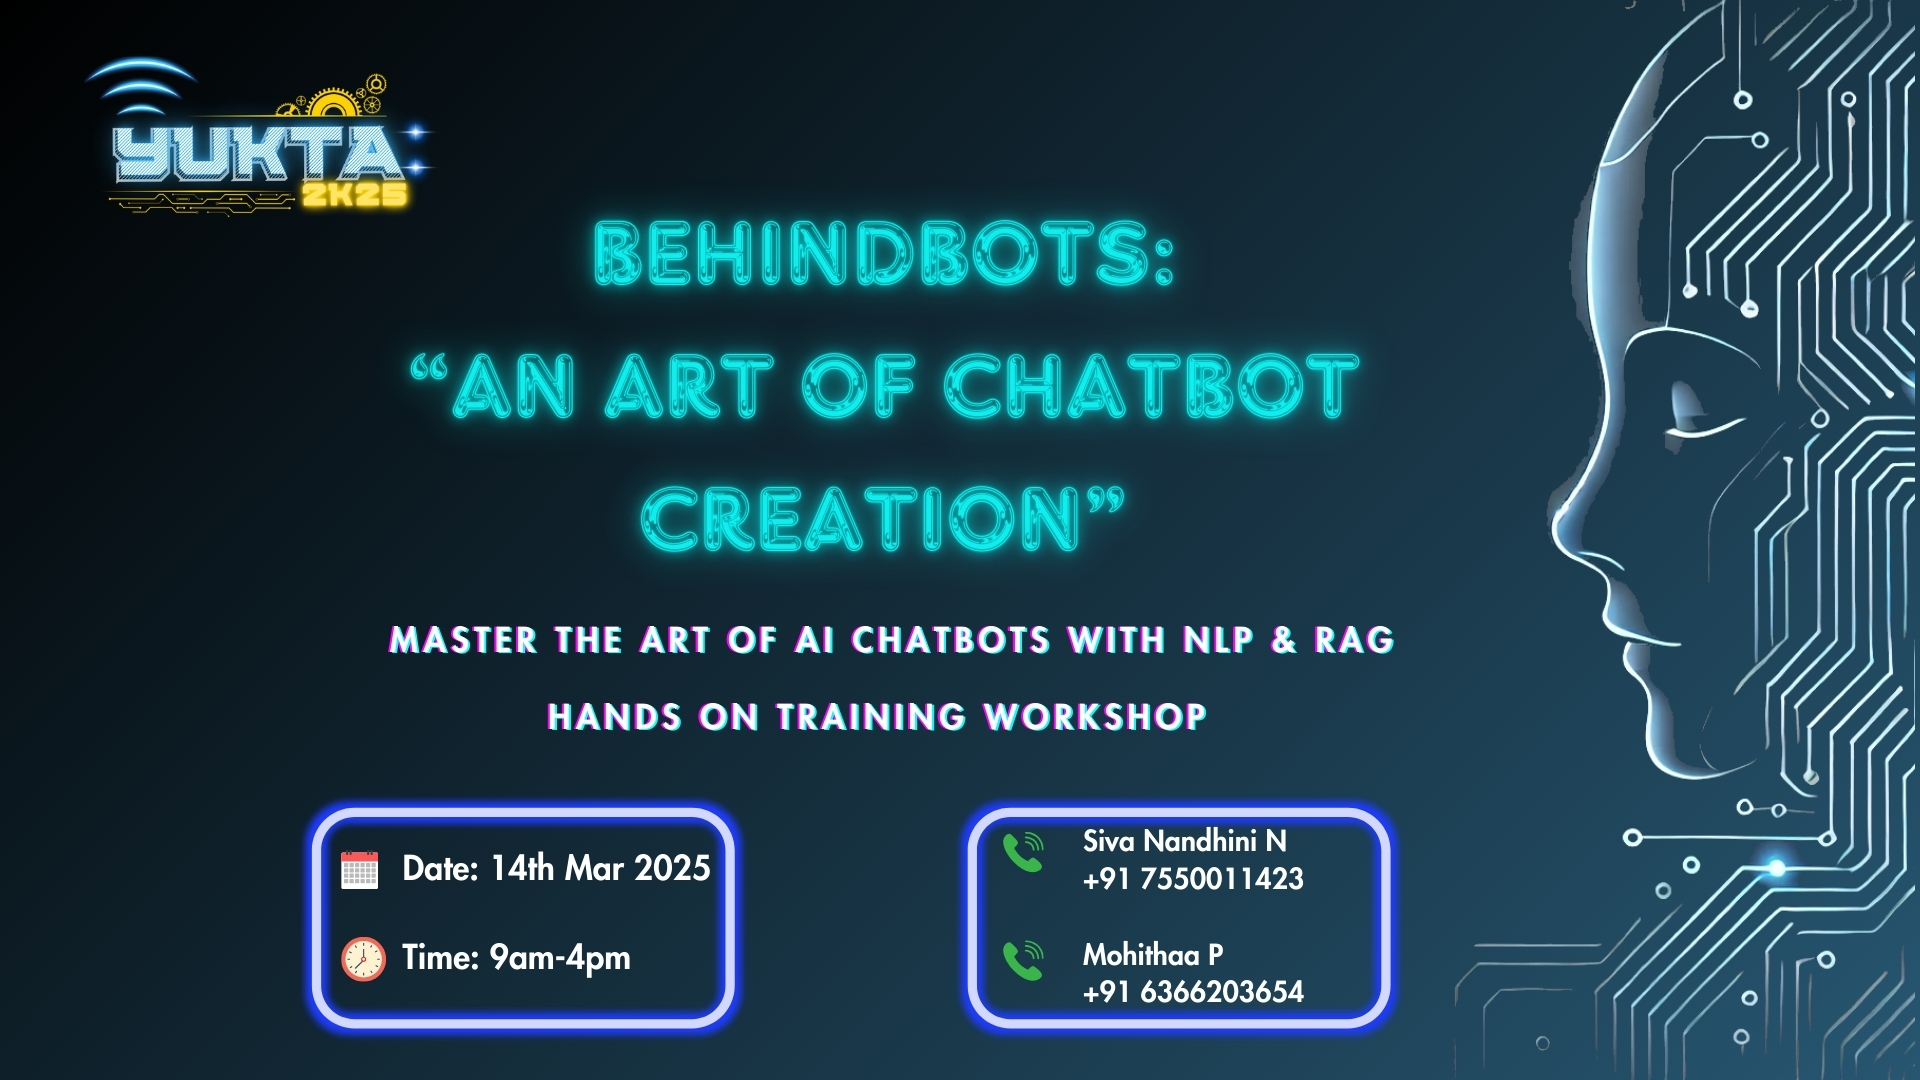 YUKTA
2K25
BEHINDBOTS:
“AN ART OF CHATBOT
CREATION”
MASTER THE ART OF AI CHATBOTS WITH NLP & RAG
HANDS ON TRAINING WORKSHOP
Date: 14th Mar 2025
Time: 9am-4pm
Siva Nandhini N
+91 7550011423
Mohithaa P
+91 6366203654